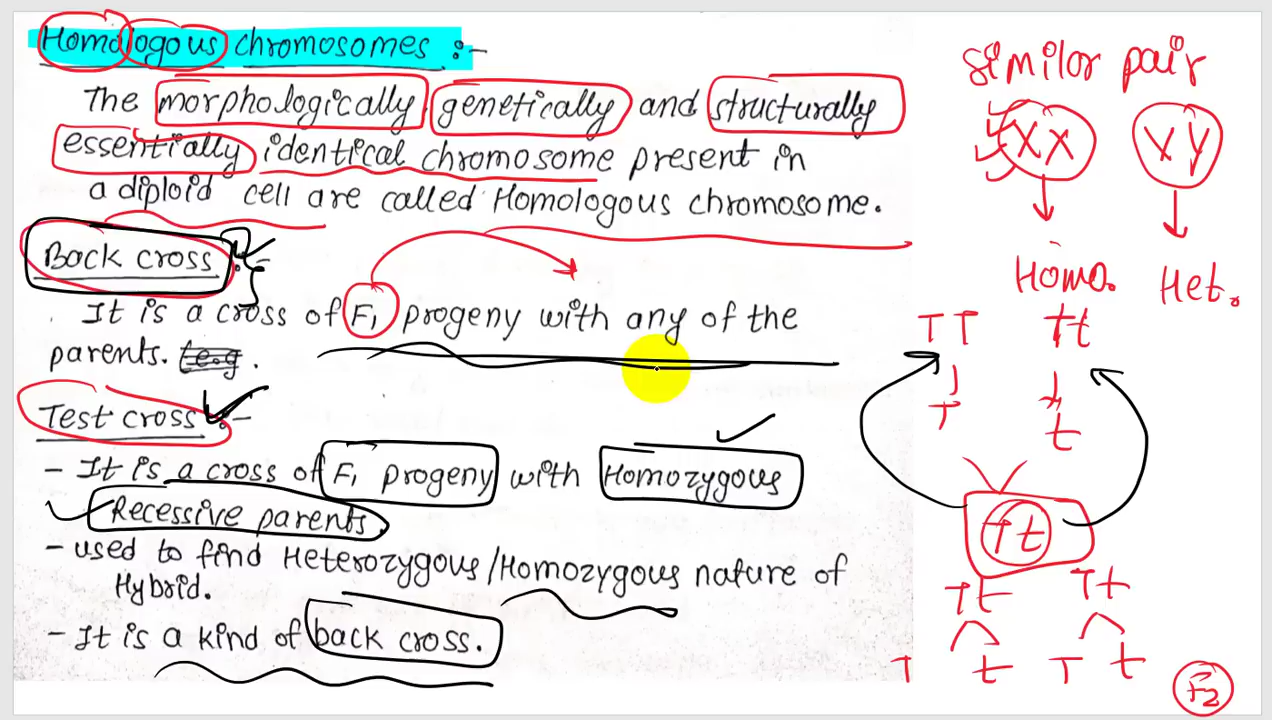 Homologous chromosomes :-
The morphologically, genetically and structurally
essentially identical chromosome present in
a diploid cell are called Homologous chromosome.
Back cross :-
It is a cross of F₁ progeny with any of the
parents. (e.g.
Test cross :-
- It is a cross of F₁ progeny with Homozygous
Recessive parents
- used to find Heterozygous/Homozygous nature of
Hybrid.
- It is a kind of back cross.
similor pair
XX XY
Homo. Het.
TT tt
T t
Tt
Tt Tt
T t T t
F₂